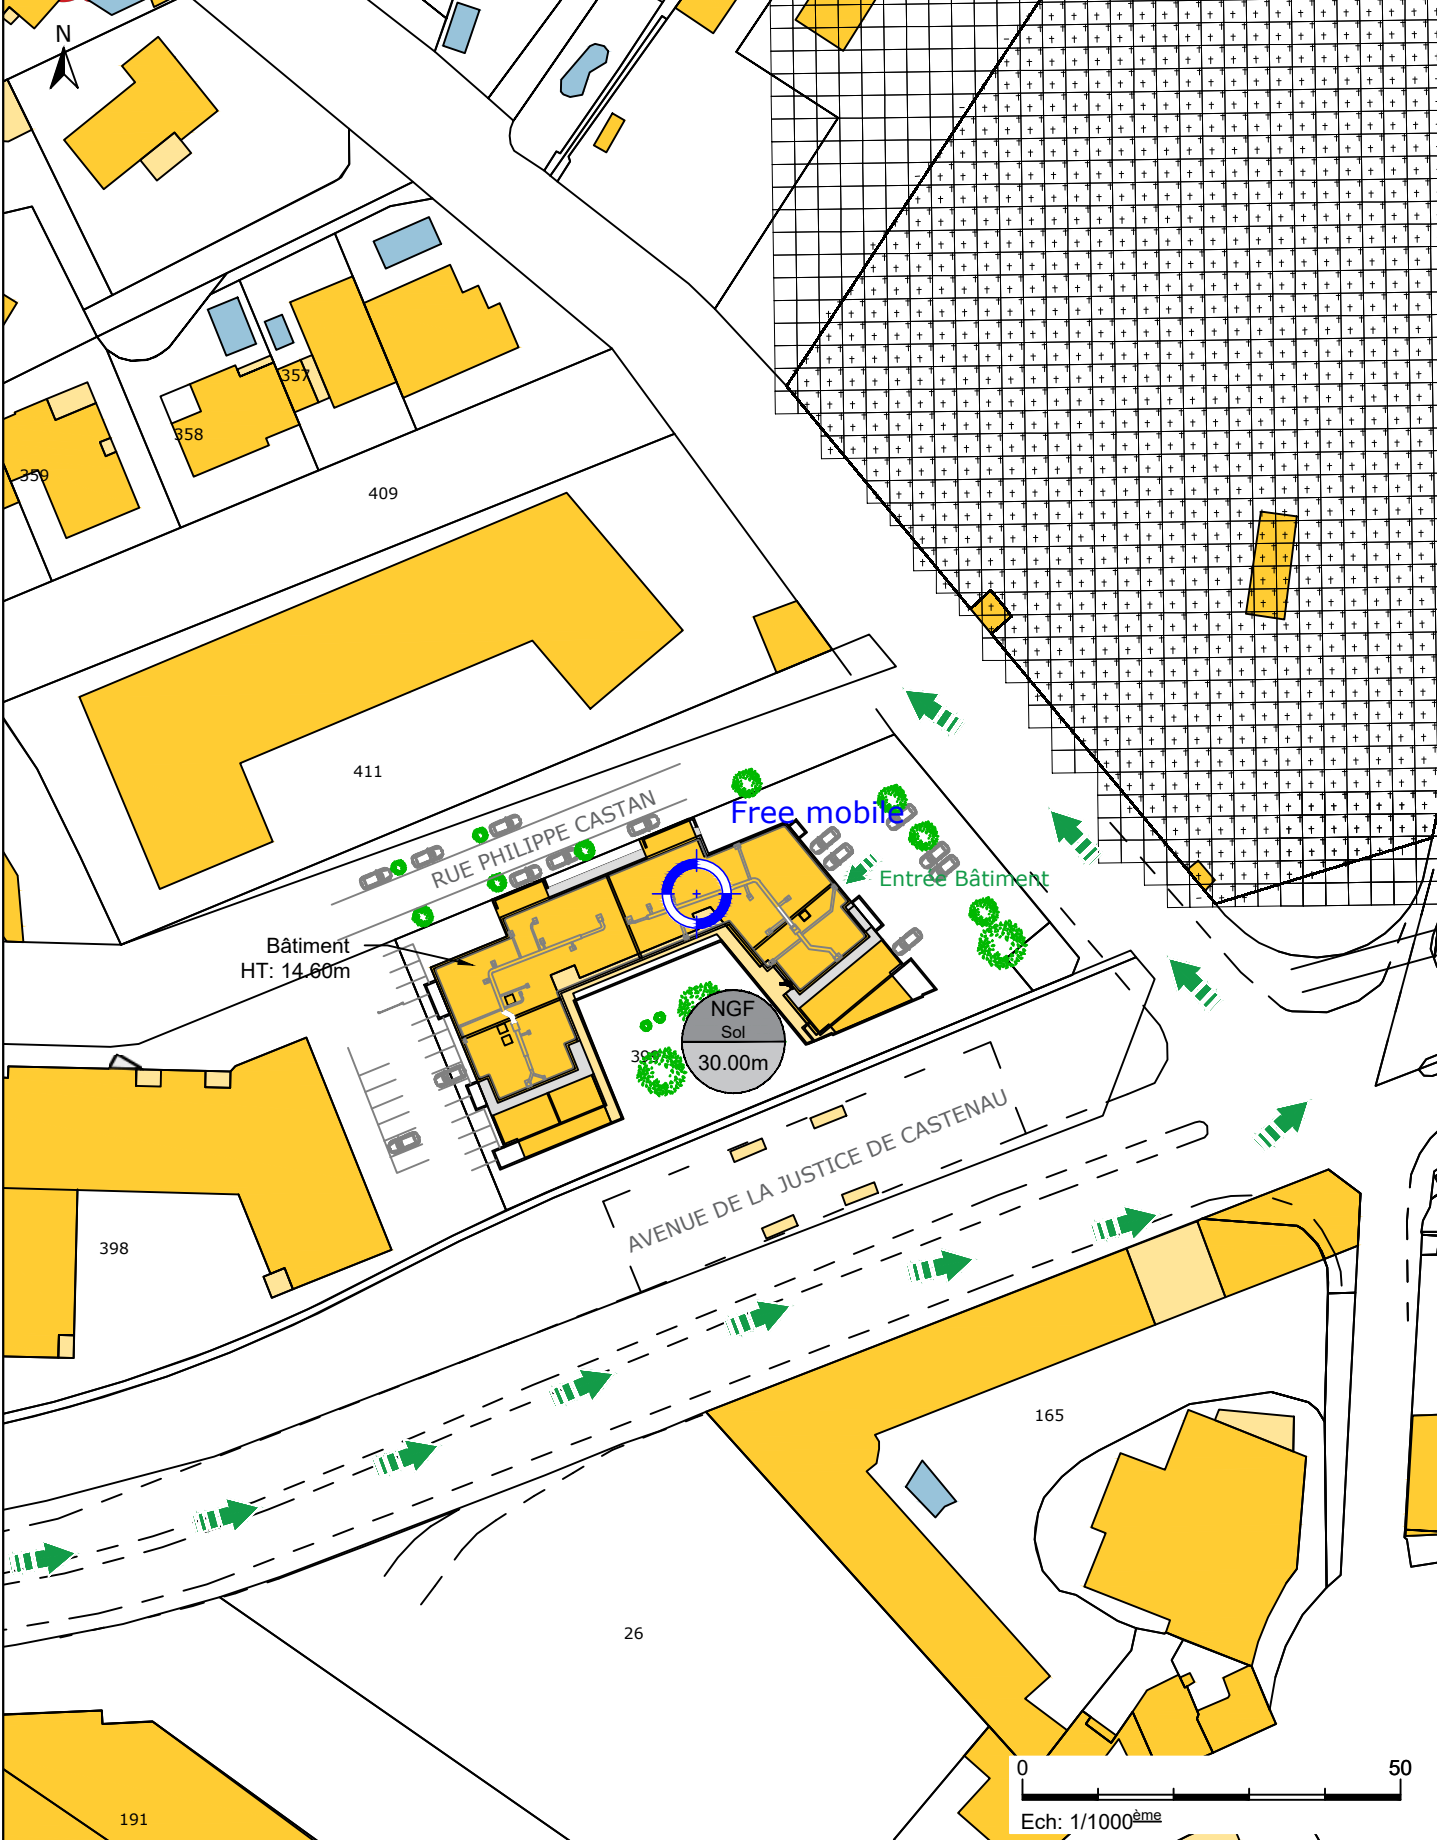 N
357
358
359
409
411
RUE PHILIPPE CASTAN
Free mobile
Entrée Bâtiment
Bâtiment
HT: 14.60m
NGF
Sol
30.00m
AVENUE DE LA JUSTICE DE CASTENAU
398
165
26
191
0 50
Ech: 1/1000ème